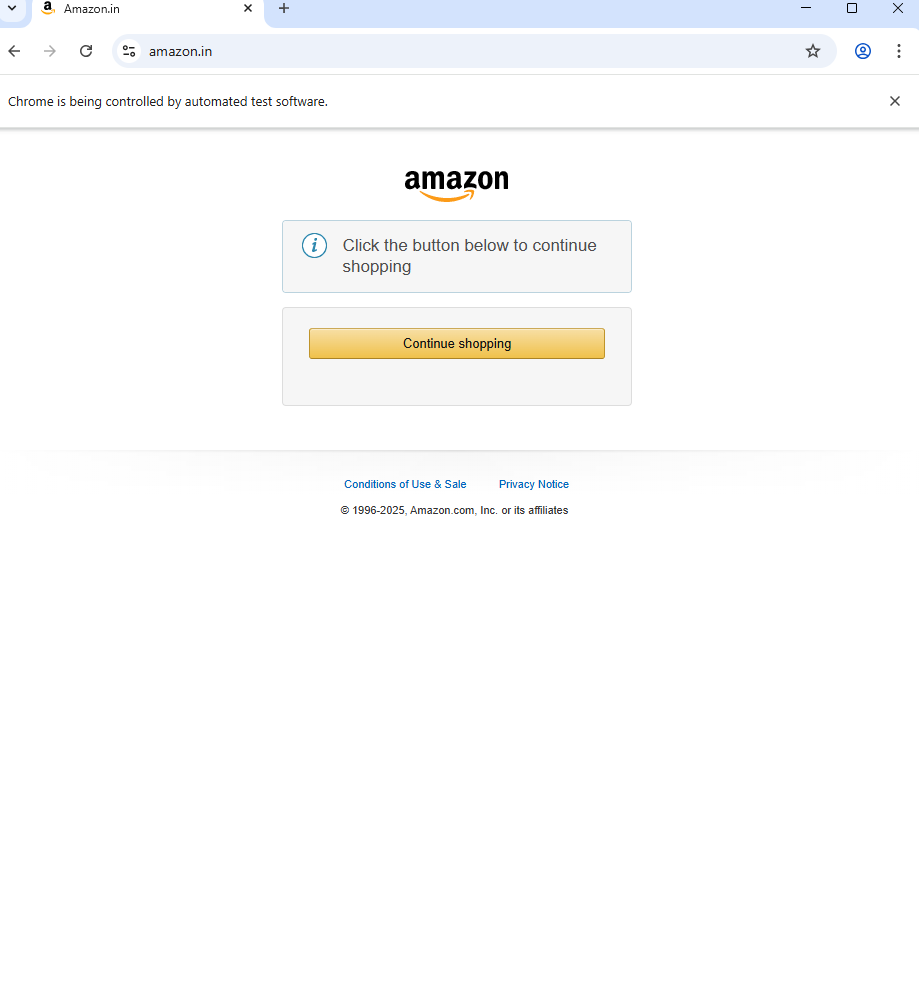 Amazon.in
amazon.in
Chrome is being controlled by automated test software.
amazon
Click the button below to continue
shopping
Continue shopping
Conditions of Use & Sale Privacy Notice
© 1996-2025, Amazon.com, Inc. or its affiliates